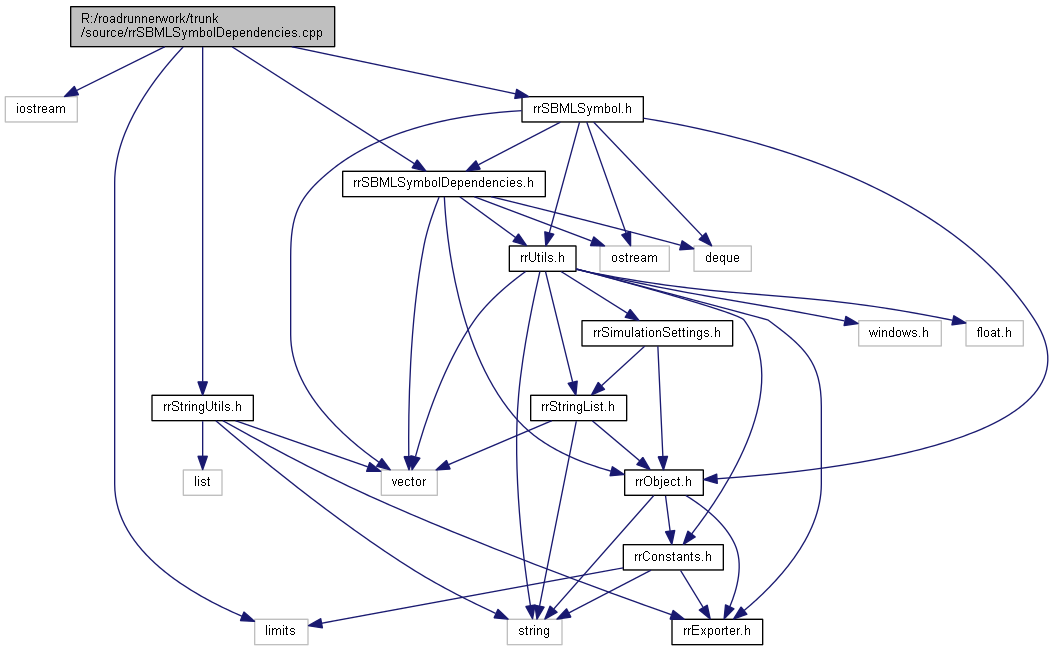 R:/roadrunnerwork/trunk
/source/rrSBMLSymbolDependencies.cpp
iostream
rrSBMLSymbol.h
rrSBMLSymbolDependencies.h
rrUtils.h
ostream
deque
rrSimulationSettings.h
windows.h
float.h
rrStringUtils.h
rrStringList.h
list
vector
rrObject.h
rrConstants.h
limits
string
rrExporter.h